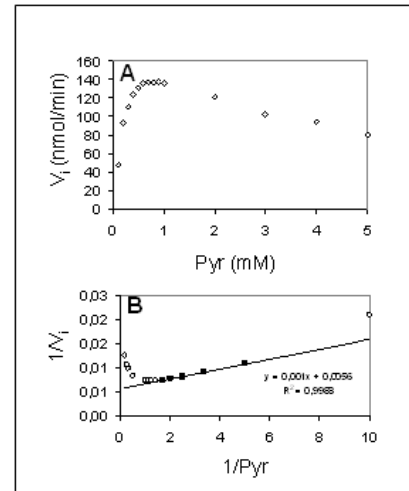 A
160
140
120
100
80
60
40
20
0
Vi (nmol/min)
0 1 2 3 4 5
Pyr (mM)
B
0,03
0,02
0,02
0,01
0,01
0,00
1/Vi
y = 0,001x + 0,0056
R² = 0,9968
0 2 4 6 8 10
1/Pyr